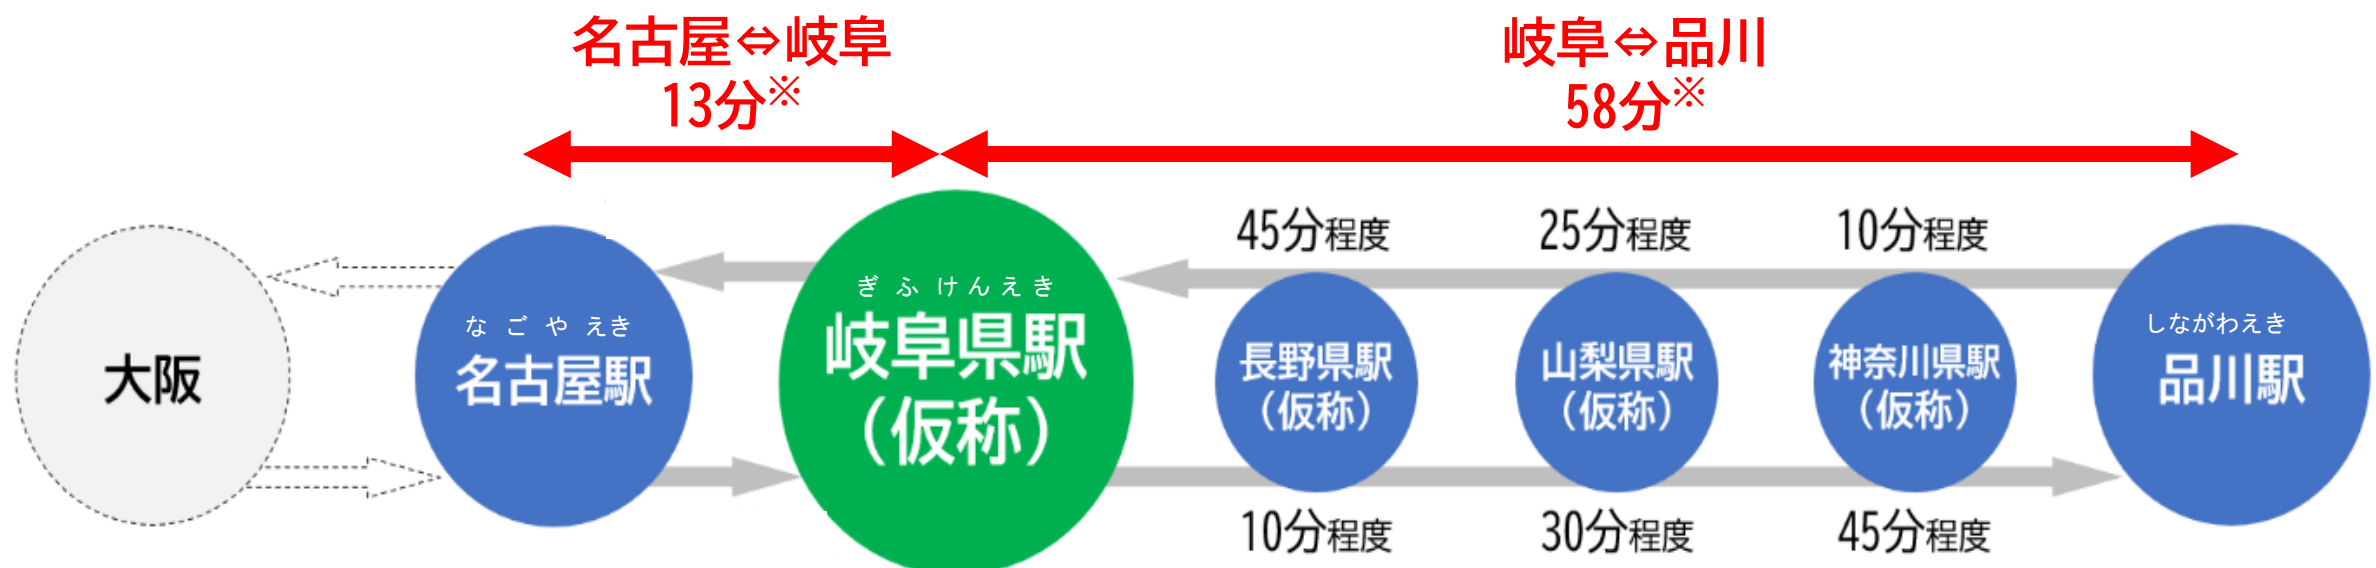 名古屋⇔岐阜
13分※
岐阜⇔品川
58分※
45分程度
25分程度
10分程度
大阪
なごやえき
名古屋駅
ぎふけんえき
岐阜県駅
（仮称）
長野県駅
（仮称）
山梨県駅
（仮称）
神奈川県駅
（仮称）
しながわえき
品川駅
10分程度
30分程度
45分程度